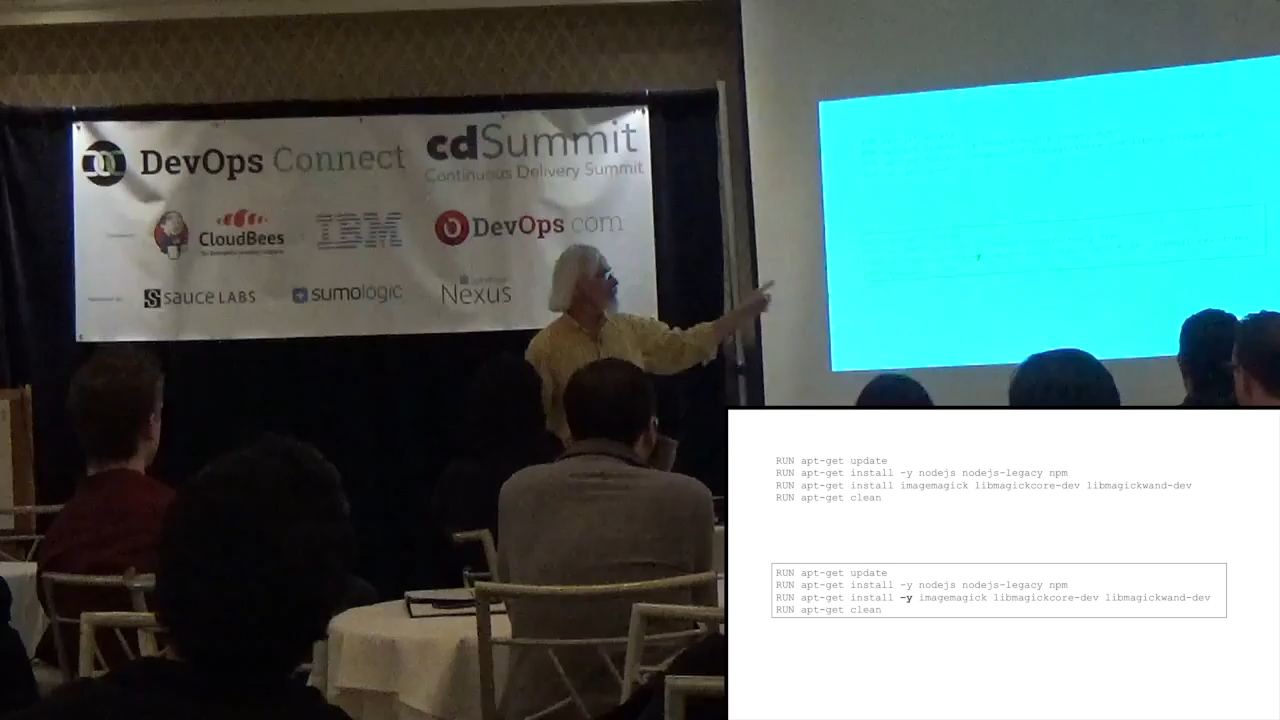 DevOps Connect
cdSummit
Continuous Delivery Summit
CloudBees
IBM
DevOps.com
SAUCE LABS
sumologic
Nexus
RUN apt-get update
RUN apt-get install -y nodejs nodejs-legacy npm
RUN apt-get install imagemagick libmagickcore-dev libmagickwand-dev
RUN apt-get clean
RUN apt-get update
RUN apt-get install -y nodejs nodejs-legacy npm
RUN apt-get install -y imagemagick libmagickcore-dev libmagickwand-dev
RUN apt-get clean